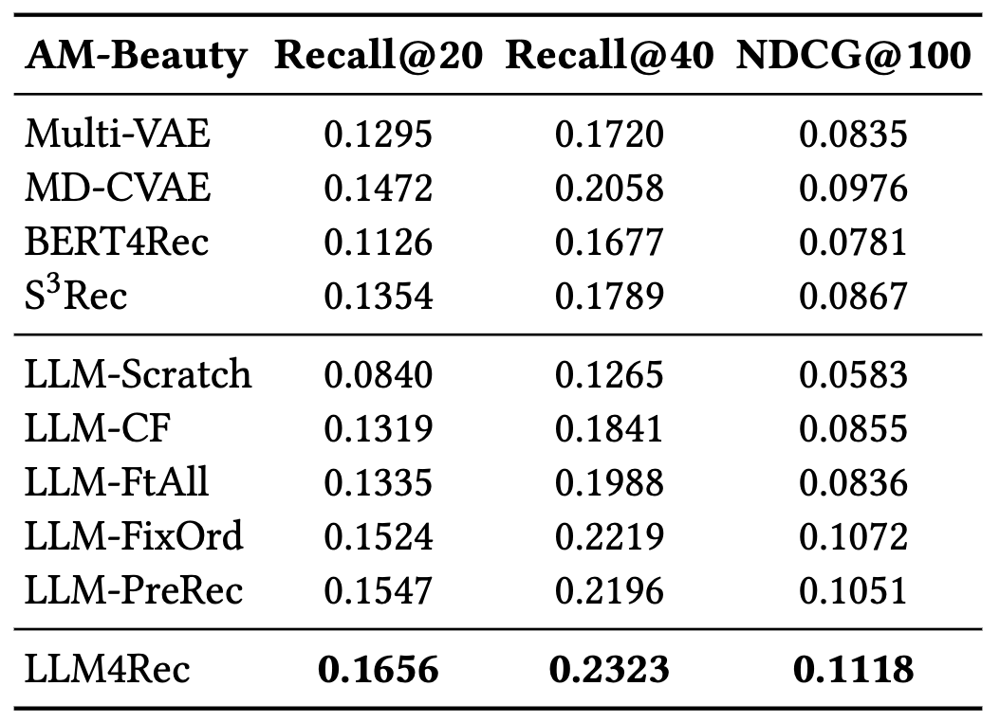 AM-Beauty Recall@20 Recall@40 NDCG@100
Multi-VAE 0.1295 0.1720 0.0835
MD-CVAE 0.1472 0.2058 0.0976
BERT4Rec 0.1126 0.1677 0.0781
S³Rec 0.1354 0.1789 0.0867
LLM-Scratch 0.0840 0.1265 0.0583
LLM-CF 0.1319 0.1841 0.0855
LLM-FtAll 0.1335 0.1988 0.0836
LLM-FixOrd 0.1524 0.2219 0.1072
LLM-PreRec 0.1547 0.2196 0.1051
LLM4Rec 0.1656 0.2323 0.1118